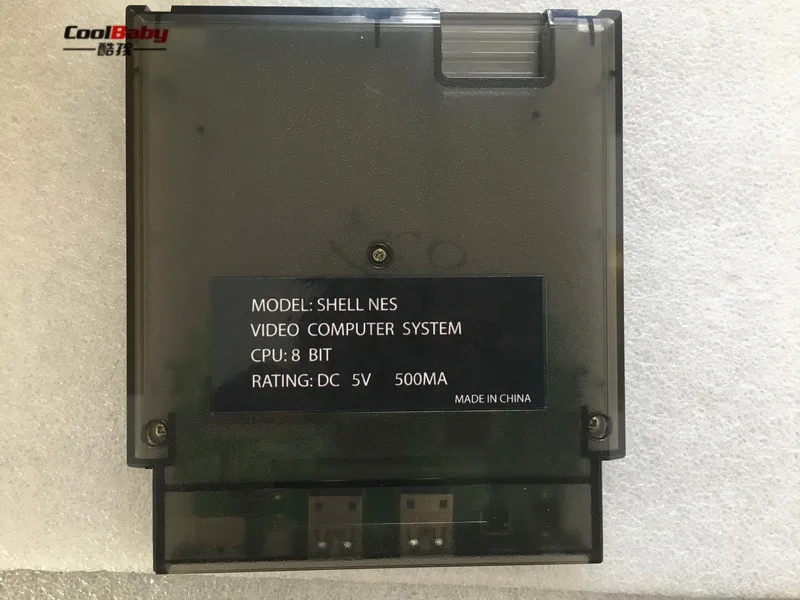 CoolBaby
酷孩
MODEL: SHELL NES
VIDEO COMPUTER SYSTEM
CPU: 8 BIT
RATING: DC 5V 500MA
MADE IN CHINA